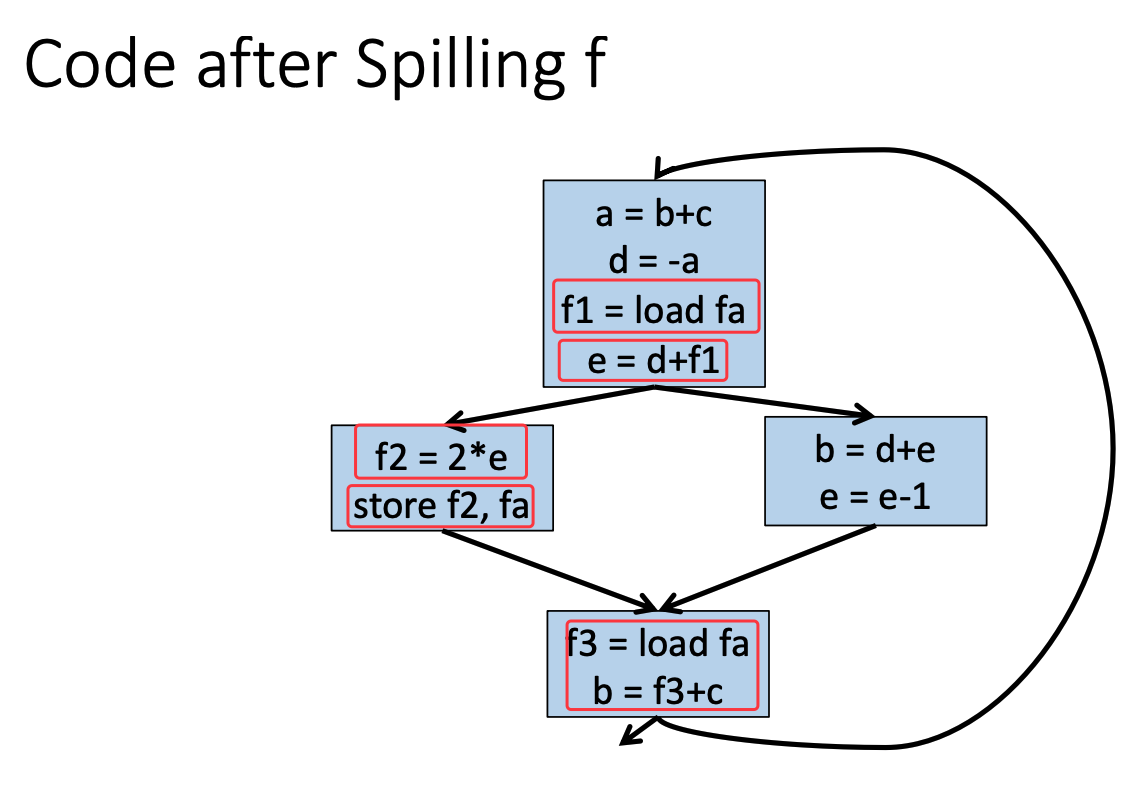 Code after Spilling f
a = b+c
d = -a
f1 = load fa
e = d+f1
f2 = 2*e
store f2, fa
b = d+e
e = e-1
f3 = load fa
b = f3+c